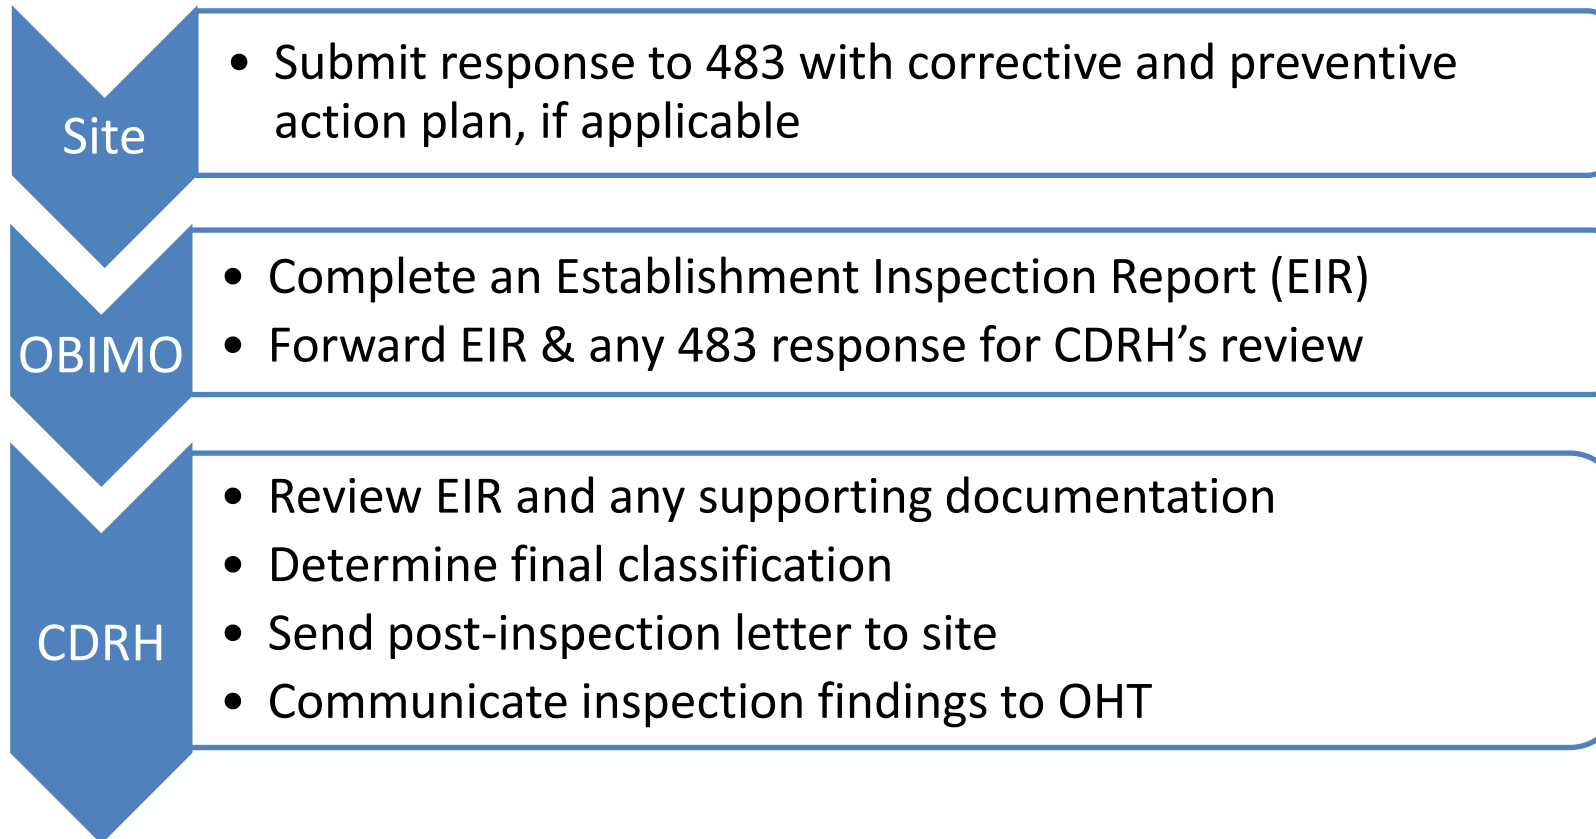 Site
• Submit response to 483 with corrective and preventive
action plan, if applicable
OBIMO
• Complete an Establishment Inspection Report (EIR)
• Forward EIR & any 483 response for CDRH’s review
CDRH
• Review EIR and any supporting documentation
• Determine final classification
• Send post-inspection letter to site
• Communicate inspection findings to OHT